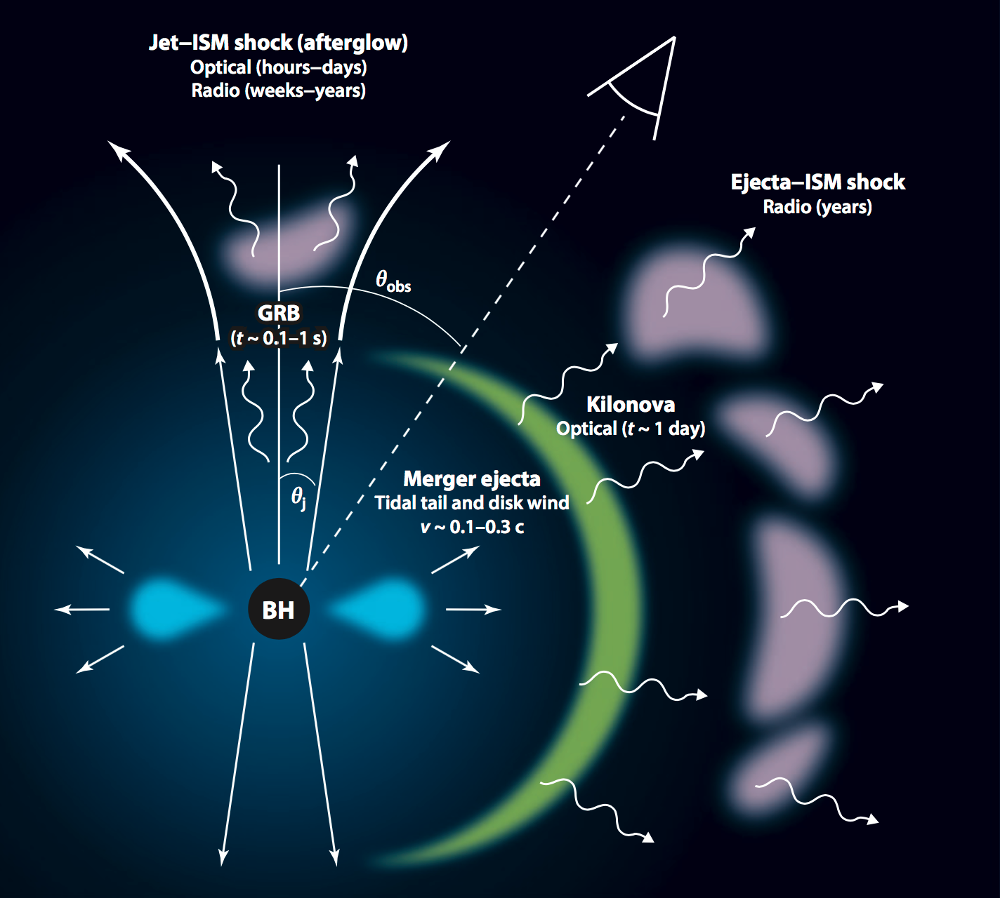 Jet–ISM shock (afterglow)
Optical (hours–days)
Radio (weeks–years)
Ejecta–ISM shock
Radio (years)
θobs
GRB
(t ~ 0.1–1 s)
Kilonova
Optical (t ~ 1 day)
Merger ejecta
Tidal tail and disk wind
v ~ 0.1–0.3 c
θj
BH